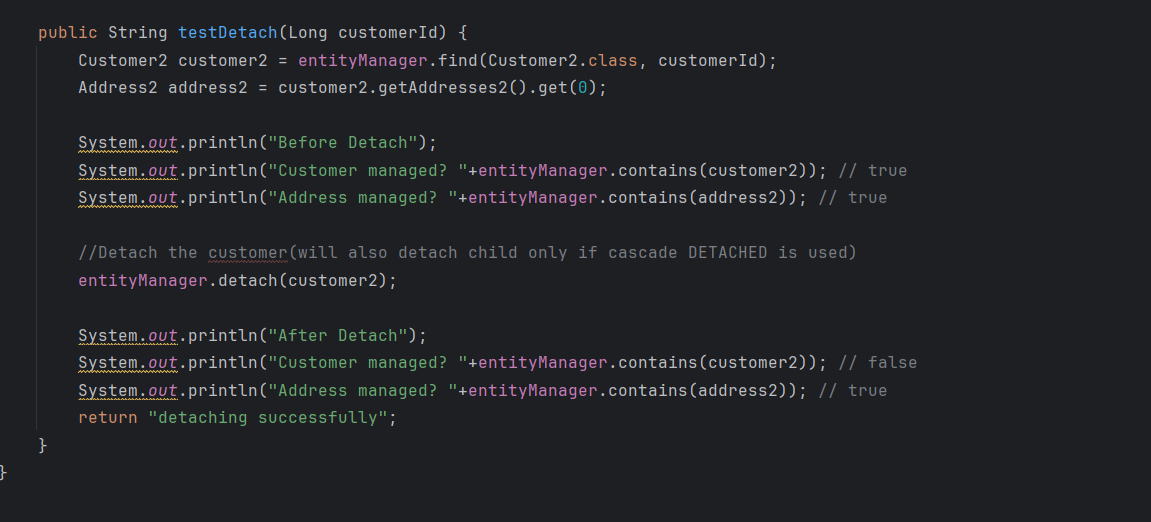 public String testDetach(Long customerId) {
Customer2 customer2 = entityManager.find(Customer2.class, customerId);
Address2 address2 = customer2.getAddresses2().get(0);
System.out.println("Before Detach");
System.out.println("Customer managed? "+entityManager.contains(customer2)); // true
System.out.println("Address managed? "+entityManager.contains(address2)); // true
//Detach the customer(will also detach child only if cascade DETACHED is used)
entityManager.detach(customer2);
System.out.println("After Detach");
System.out.println("Customer managed? "+entityManager.contains(customer2)); // false
System.out.println("Address managed? "+entityManager.contains(address2)); // true
return "detaching successfully";
}
}